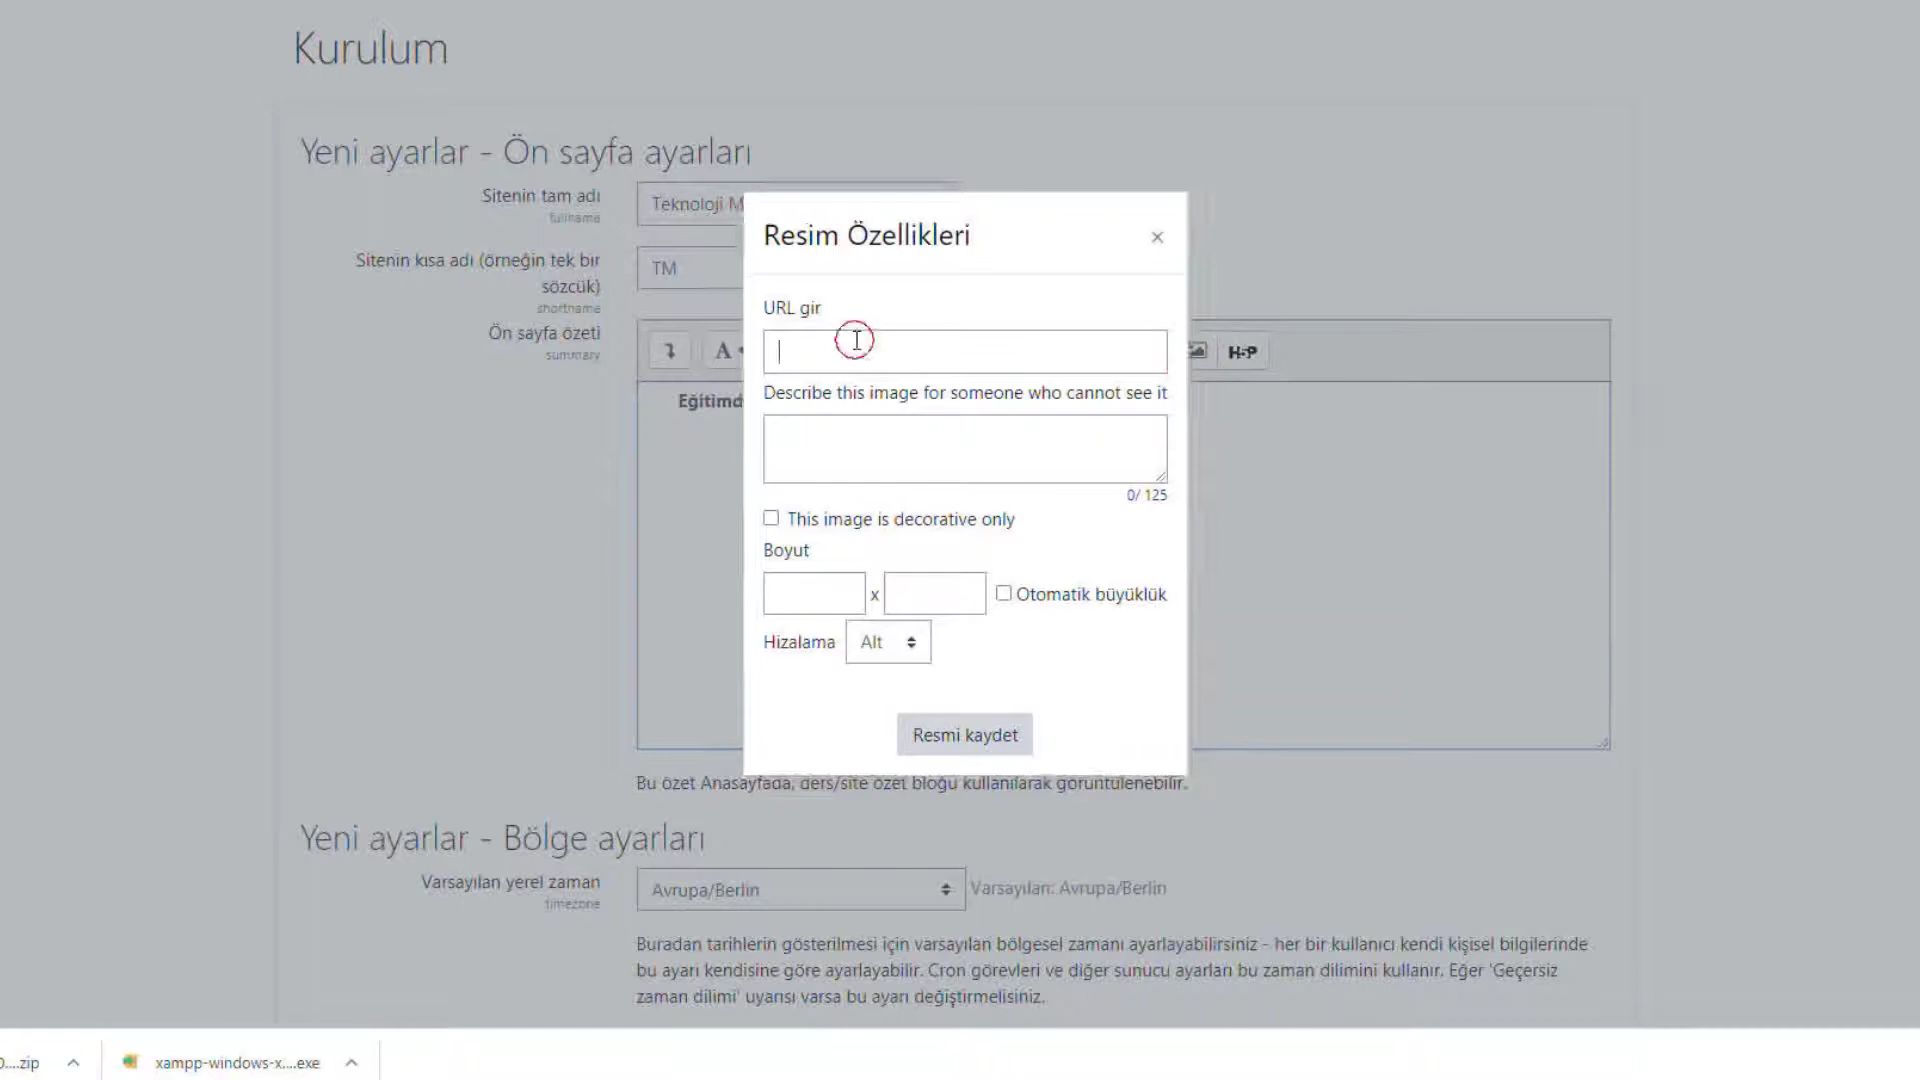 Kurulum
Yeni ayarlar - Ön sayfa ayarları
Sitenin tam adı
fullname
Teknoloji M
Sitenin kısa adı (örneğin tek bir
sözcük)
shortname
TM
Ön sayfa özeti
summary
A
H5P
Eğitimd
Resim Özellikleri
×
URL gir
Describe this image for someone who cannot see it
0/ 125
This image is decorative only
Boyut
x
Otomatik büyüklük
Hizalama
Alt
Resmi kaydet
Bu özet Anasayfada, ders/site özet bloğu kullanılarak görüntülenebilir.
Yeni ayarlar - Bölge ayarları
Varsayılan yerel zaman
timezone
Avrupa/Berlin
Varsayılan: Avrupa/Berlin
Buradan tarihlerin gösterilmesi için varsayılan bölgesel zamanı ayarlayabilirsiniz - her bir kullanıcı kendi kişisel bilgilerinde
bu ayarı kendisine göre ayarlayabilir. Cron görevleri ve diğer sunucu ayarları bu zaman dilimini kullanır. Eğer 'Geçersiz
zaman dilimi' uyarısı varsa bu ayarı değiştirmelisiniz.
0....zip
xampp-windows-x....exe